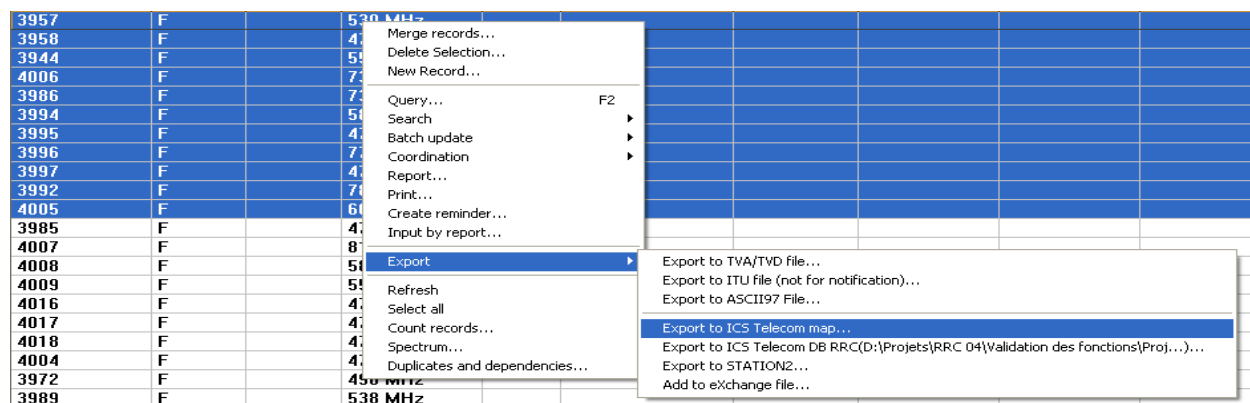 3957 F 530 MHz
3958 F
3944 F
4006 F
3986 F
3994 F
3995 F
3996 F
3997 F
3992 F
4005 F
3985 F
4007 F
4008 F
4009 F
4016 F
4017 F
4018 F
4004 F
3972 F 498 MHz
3989 F 538 MHz
Merge records...
Delete Selection...
New Record...
Query... F2
Search
Batch update
Coordination
Report...
Print...
Create reminder...
Input by report...
Export
Refresh
Select all
Count records...
Spectrum...
Duplicates and dependencies...
Export to TVA/TVD file...
Export to ITU file (not for notification)...
Export to ASCII97 File...
Export to ICS Telecom map...
Export to ICS Telecom DB RRC(D:\Projets\RRC 04\Validation des fonctions\Proj...)...
Export to STATION2...
Add to eXchange file...